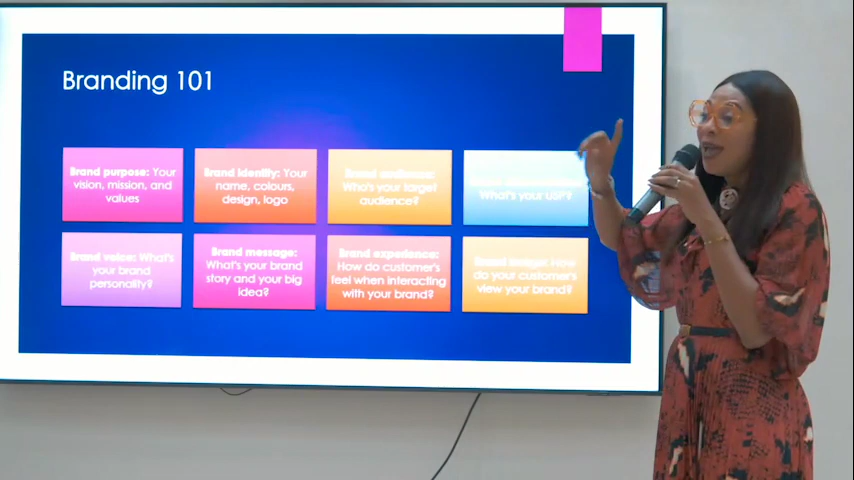 Branding 101
Brand purpose: Your
vision, mission, and
values
Brand identify: Your
name, colours,
design, logo
Brand audience:
Who's your target
audience?
What's your USP?
Brand voice: What's
your brand
personality?
Brand message:
What's your brand
story and your big
idea?
Brand experience:
How do customer's
feel when interacting
with your brand?
Brand image: How
do your customer's
view your brand?